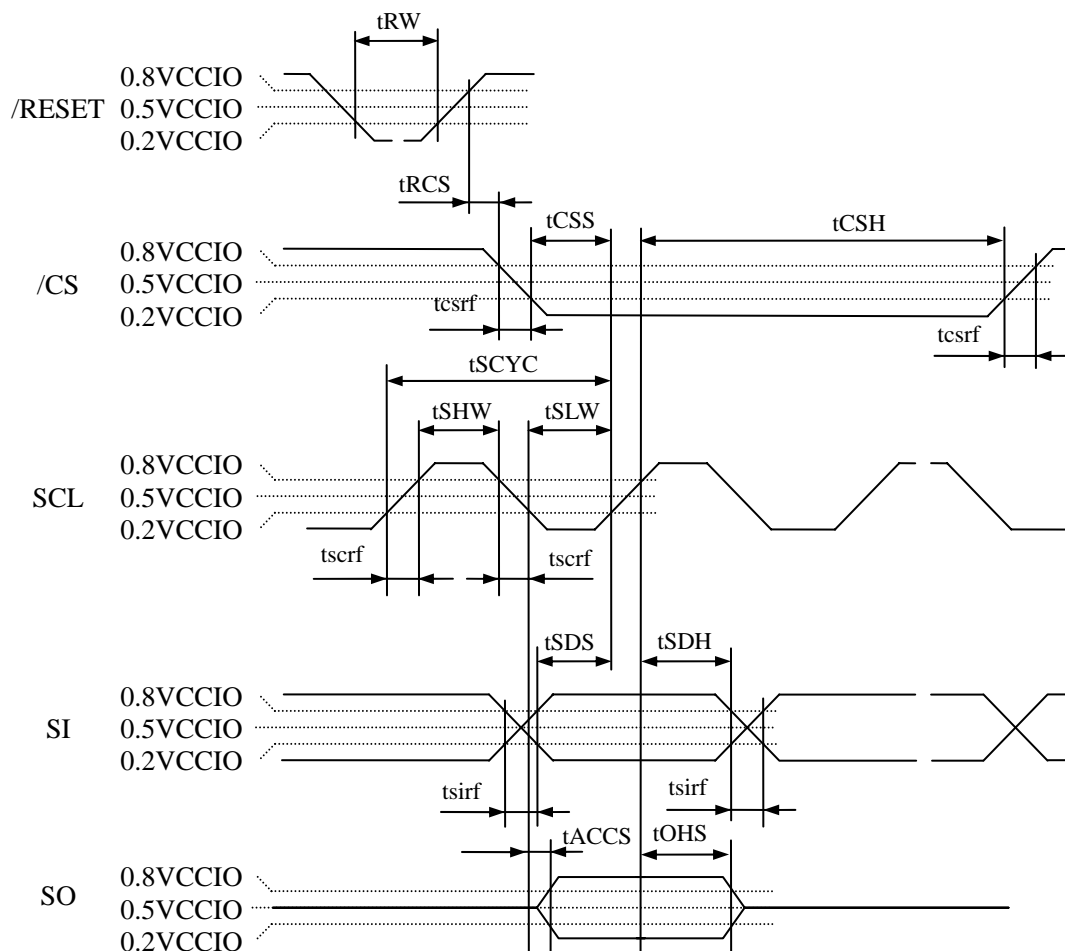 tRW
0.8VCCIO
/RESET 0.5VCCIO
0.2VCCIO
tRCS
tCSS tCSH
0.8VCCIO
/CS 0.5VCCIO
0.2VCCIO
tcsrf tcsrf
tSCYC
tSHW tSLW
0.8VCCIO
SCL 0.5VCCIO
0.2VCCIO
tscrf tscrf
tSDS tSDH
0.8VCCIO
SI 0.5VCCIO
0.2VCCIO
tsirf tsirf
tACCS tOHS
0.8VCCIO
SO 0.5VCCIO
0.2VCCIO